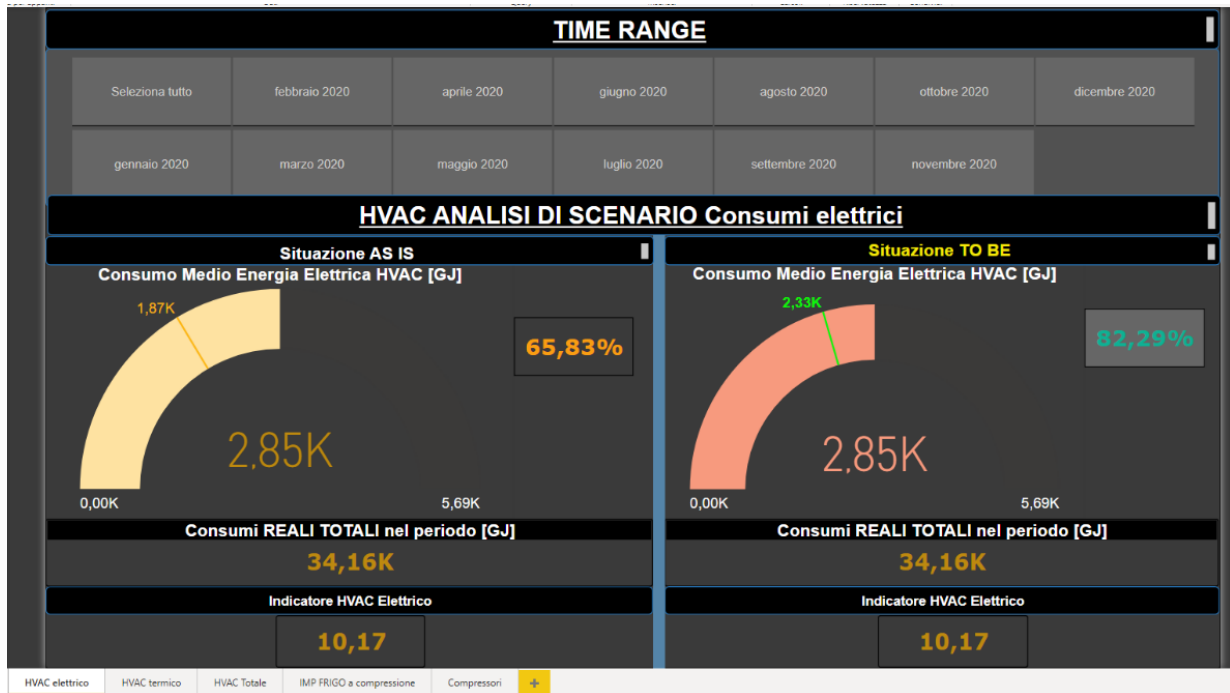 TIME RANGE
Seleziona tutto febbraio 2020 aprile 2020 giugno 2020 agosto 2020 ottobre 2020 dicembre 2020
gennaio 2020 marzo 2020 maggio 2020 luglio 2020 settembre 2020 novembre 2020
HVAC ANALISI DI SCENARIO Consumi elettrici
Situazione AS IS
Consumo Medio Energia Elettrica HVAC [GJ]
1,87K
65,83%
2,85K
0,00K 5,69K
Consumi REALI TOTALI nel periodo [GJ]
34,16K
Indicatore HVAC Elettrico
10,17
Situazione TO BE
Consumo Medio Energia Elettrica HVAC [GJ]
2,33K
82,29%
2,85K
0,00K 5,69K
Consumi REALI TOTALI nel periodo [GJ]
34,16K
Indicatore HVAC Elettrico
10,17
HVAC elettrico HVAC termico HVAC Totale IMP FRIGO a compressione Compressori +